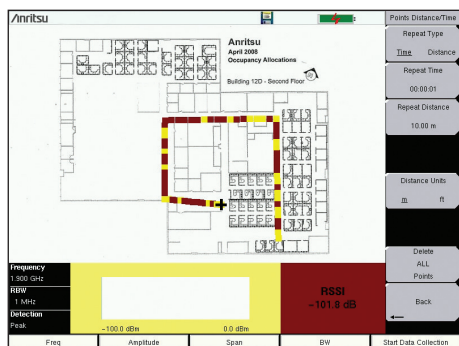 Anritsu
Points Distance/Time
Repeat Type
Time Distance
Repeat Time
00:00:01
Repeat Distance
10.00 m
Distance Units
m ft
Delete
ALL
Points
Back
Anritsu
April 2008
Occupancy Allocations
Building 12D - Second Floor
Frequency
1.900 GHz
RBW
1 MHz
Detection
Peak
-100.0 dBm 0.0 dBm
RSSI
-101.8 dB
Freq Amplitude Span BW Start Data Collection